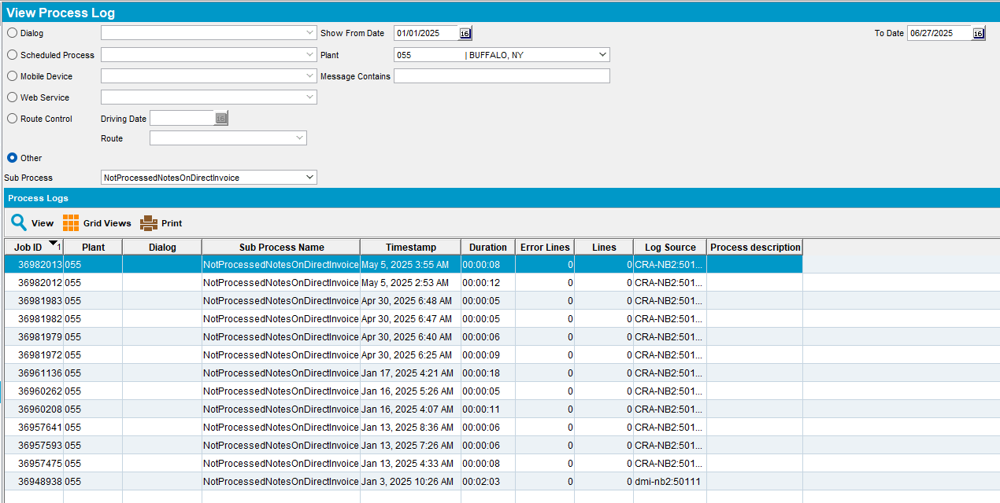 View Process Log
Dialog Show From Date 01/01/2025 16 To Date 06/27/2025 16
Scheduled Process Plant 055 | BUFFALO, NY
Mobile Device Message Contains
Web Service
Route Control Driving Date 16
Route
Other
Sub Process NotProcessedNotesOnDirectInvoice
Process Logs
View Grid Views Print
Job ID 1 Plant Dialog Sub Process Name Timestamp Duration Error Lines Lines Log Source Process description
36982013 055 NotProcessedNotesOnDirectInvoice May 5, 2025 3:55 AM 00:00:08 0 0 CRA-NB2:501...
36982012 055 NotProcessedNotesOnDirectInvoice May 5, 2025 2:53 AM 00:00:12 0 0 CRA-NB2:501...
36981983 055 NotProcessedNotesOnDirectInvoice Apr 30, 2025 6:48 AM 00:00:05 0 0 CRA-NB2:501...
36981982 055 NotProcessedNotesOnDirectInvoice Apr 30, 2025 6:47 AM 00:00:05 0 0 CRA-NB2:501...
36981979 055 NotProcessedNotesOnDirectInvoice Apr 30, 2025 6:40 AM 00:00:06 0 0 CRA-NB2:501...
36981972 055 NotProcessedNotesOnDirectInvoice Apr 30, 2025 6:25 AM 00:00:09 0 0 CRA-NB2:501...
36961136 055 NotProcessedNotesOnDirectInvoice Jan 17, 2025 4:21 AM 00:00:18 0 0 CRA-NB2:501...
36960262 055 NotProcessedNotesOnDirectInvoice Jan 16, 2025 5:26 AM 00:00:05 0 0 CRA-NB2:501...
36960208 055 NotProcessedNotesOnDirectInvoice Jan 16, 2025 4:07 AM 00:00:11 0 0 CRA-NB2:501...
36957641 055 NotProcessedNotesOnDirectInvoice Jan 13, 2025 8:36 AM 00:00:06 0 0 CRA-NB2:501...
36957593 055 NotProcessedNotesOnDirectInvoice Jan 13, 2025 7:26 AM 00:00:06 0 0 CRA-NB2:501...
36957475 055 NotProcessedNotesOnDirectInvoice Jan 13, 2025 4:33 AM 00:00:08 0 0 CRA-NB2:501...
36948938 055 NotProcessedNotesOnDirectInvoice Jan 3, 2025 10:26 AM 00:02:03 0 0 dmi-nb2:50111